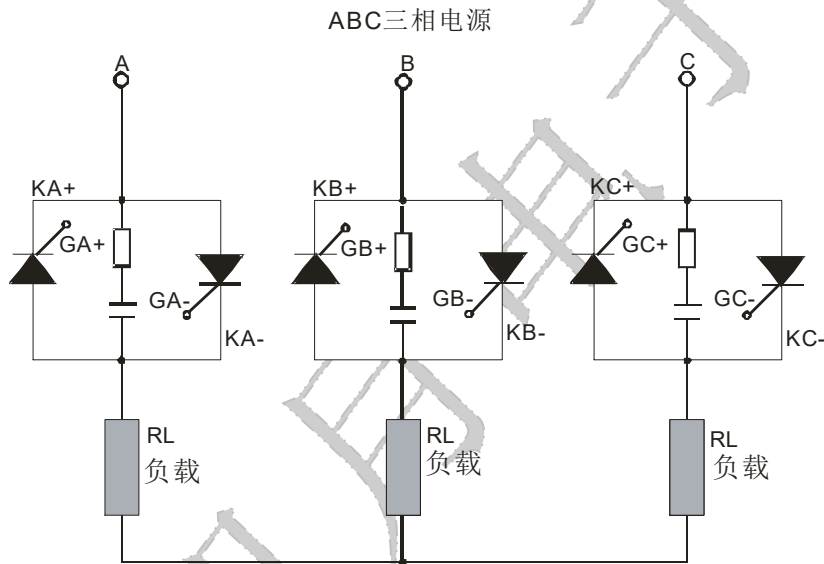 ABC三相电源
A
B
C
KA+
KB+
KC+
GA+
GB+
GC+
GA-
GB-
GC-
KA-
KB-
KC-
RL
负载
RL
负载
RL
负载